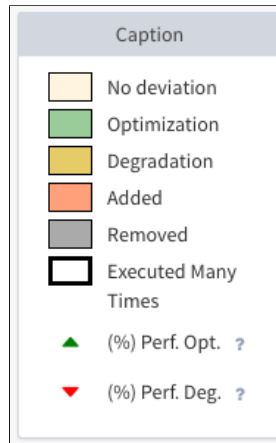 Caption
No deviation
Optimization
Degradation
Added
Removed
Executed Many
Times
(%) Perf. Opt. ?
(%) Perf. Deg. ?